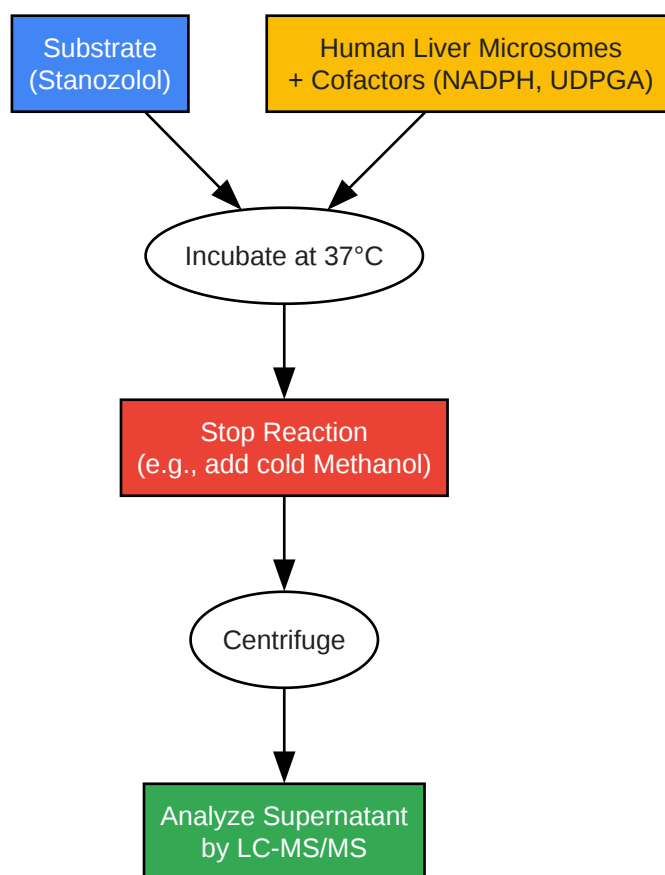 Substrate
(Stanozolol)
Human Liver Microsomes
+ Cofactors (NADPH, UDPGA)
Incubate at 37°C
Stop Reaction
(e.g., add cold Methanol)
Centrifuge
Analyze Supernatant
by LC-MS/MS